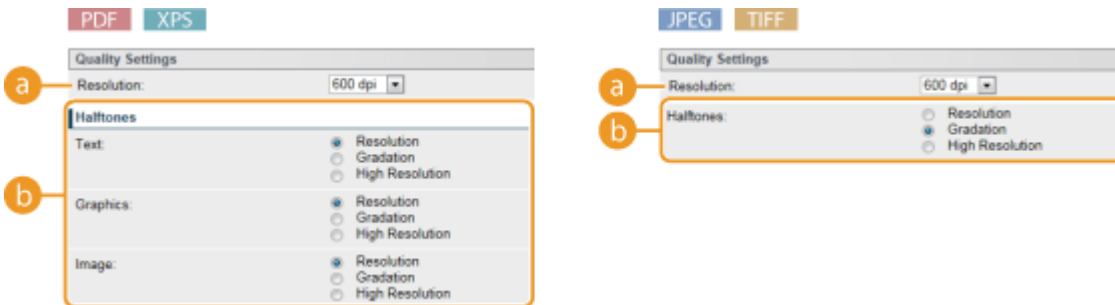 PDF XPS
Quality Settings
a
Resolution: 600 dpi
b
Halftones
Text: Resolution
Gradation
High Resolution
Graphics: Resolution
Gradation
High Resolution
Image: Resolution
Gradation
High Resolution
JPEG TIFF
Quality Settings
a
Resolution: 600 dpi
b
Halftones: Resolution
Gradation
High Resolution